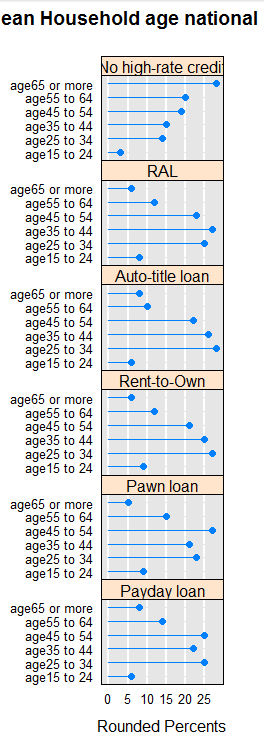 ean Household age national
No high-rate credit
age65 or more
age55 to 64
age45 to 54
age35 to 44
age25 to 34
age15 to 24
RAL
age65 or more
age55 to 64
age45 to 54
age35 to 44
age25 to 34
age15 to 24
Auto-title loan
age65 or more
age55 to 64
age45 to 54
age35 to 44
age25 to 34
age15 to 24
Rent-to-Own
age65 or more
age55 to 64
age45 to 54
age35 to 44
age25 to 34
age15 to 24
Pawn loan
age65 or more
age55 to 64
age45 to 54
age35 to 44
age25 to 34
age15 to 24
Payday loan
age65 or more
age55 to 64
age45 to 54
age35 to 44
age25 to 34
age15 to 24
0 5 10 15 20 25
Rounded Percents